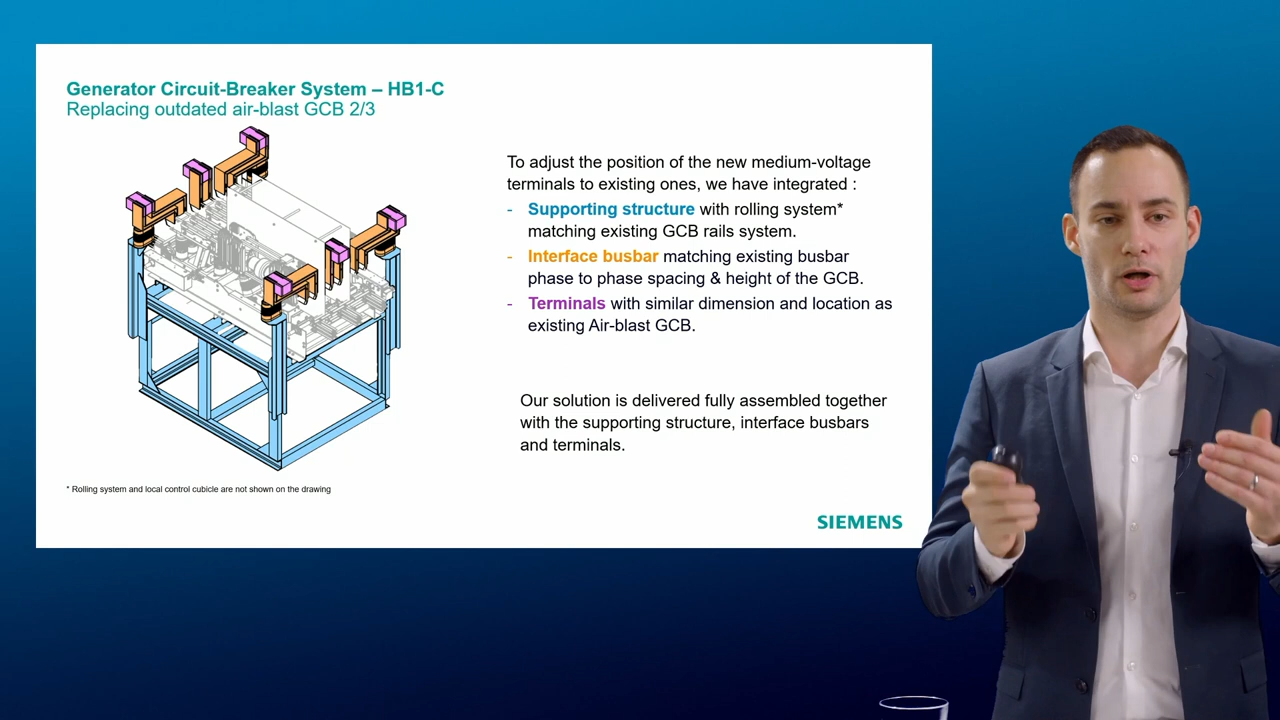 Generator Circuit-Breaker System – HB1-C
Replacing outdated air-blast GCB 2/3
To adjust the position of the new medium-voltage
terminals to existing ones, we have integrated :
- Supporting structure with rolling system*
matching existing GCB rails system.
- Interface busbar matching existing busbar
phase to phase spacing & height of the GCB.
- Terminals with similar dimension and location as
existing Air-blast GCB.
Our solution is delivered fully assembled together
with the supporting structure, interface busbars
and terminals.
* Rolling system and local control cubicle are not shown on the drawing
SIEMENS